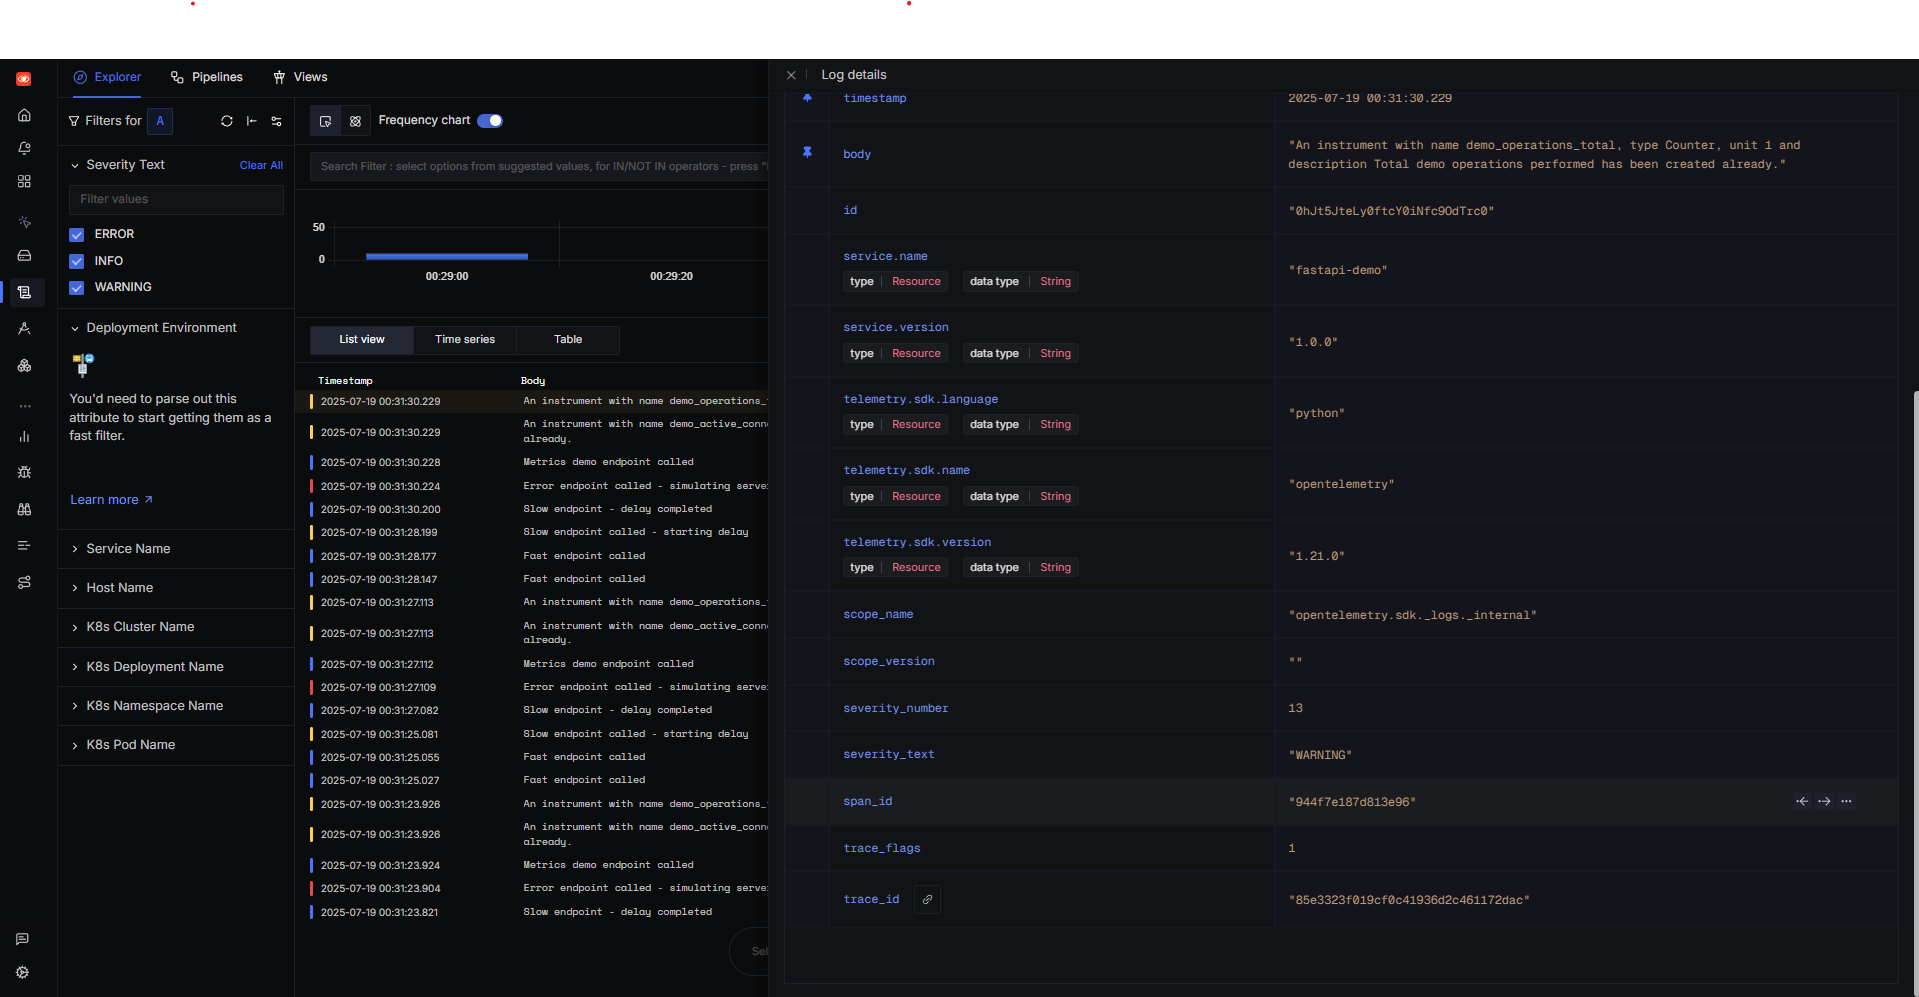 Explorer
Pipelines
Views
Log details
Filters for A
Frequency chart
Severity Text
Clear All
Filter values
ERROR
INFO
WARNING
Deployment Environment
You'd need to parse out this
attribute to start getting them as a
fast filter.
Learn more
Service Name
Host Name
K8s Cluster Name
K8s Deployment Name
K8s Namespace Name
K8s Pod Name
Search Filter : select options from suggested values, for IN/NOT IN operators - press "
50
0
00:29:00
00:29:20
List view
Time series
Table
Timestamp Body
2025-07-19 00:31:30.229 An instrument with name demo_operations_
2025-07-19 00:31:30.229 An instrument with name demo_active_conn
already.
2025-07-19 00:31:30.228 Metrics demo endpoint called
2025-07-19 00:31:30.224 Error endpoint called - simulating serve
2025-07-19 00:31:30.200 Slow endpoint - delay completed
2025-07-19 00:31:28.199 Slow endpoint called - starting delay
2025-07-19 00:31:28.177 Fast endpoint called
2025-07-19 00:31:28.147 Fast endpoint called
2025-07-19 00:31:27.113 An instrument with name demo_operations_
2025-07-19 00:31:27.113 An instrument with name demo_active_conn
already.
2025-07-19 00:31:27.112 Metrics demo endpoint called
2025-07-19 00:31:27.109 Error endpoint called - simulating serve
2025-07-19 00:31:27.082 Slow endpoint - delay completed
2025-07-19 00:31:25.081 Slow endpoint called - starting delay
2025-07-19 00:31:25.055 Fast endpoint called
2025-07-19 00:31:25.027 Fast endpoint called
2025-07-19 00:31:23.926 An instrument with name demo_operations_
2025-07-19 00:31:23.926 An instrument with name demo_active_conn
already.
2025-07-19 00:31:23.924 Metrics demo endpoint called
2025-07-19 00:31:23.904 Error endpoint called - simulating serve
2025-07-19 00:31:23.821 Slow endpoint - delay completed
Sel
timestamp 2025-07-19 00:31:30.229
body "An instrument with name demo_operations_total, type Counter, unit 1 and
description Total demo operations performed has been created already."
id "0hJt5JteLy0ftcY0iNfc9OdTrc0"
service.name
type Resource data type String
"fastapi-demo"
service.version
type Resource data type String
"1.0.0"
telemetry.sdk.language
type Resource data type String
"python"
telemetry.sdk.name
type Resource data type String
"opentelemetry"
telemetry.sdk.version
type Resource data type String
"1.21.0"
scope_name "opentelemetry.sdk._logs._internal"
scope_version ""
severity_number 13
severity_text "WARNING"
span_id "944f7e187d813e96"
trace_flags 1
trace_id "85e3323f019cf0c41936d2c461172dac"